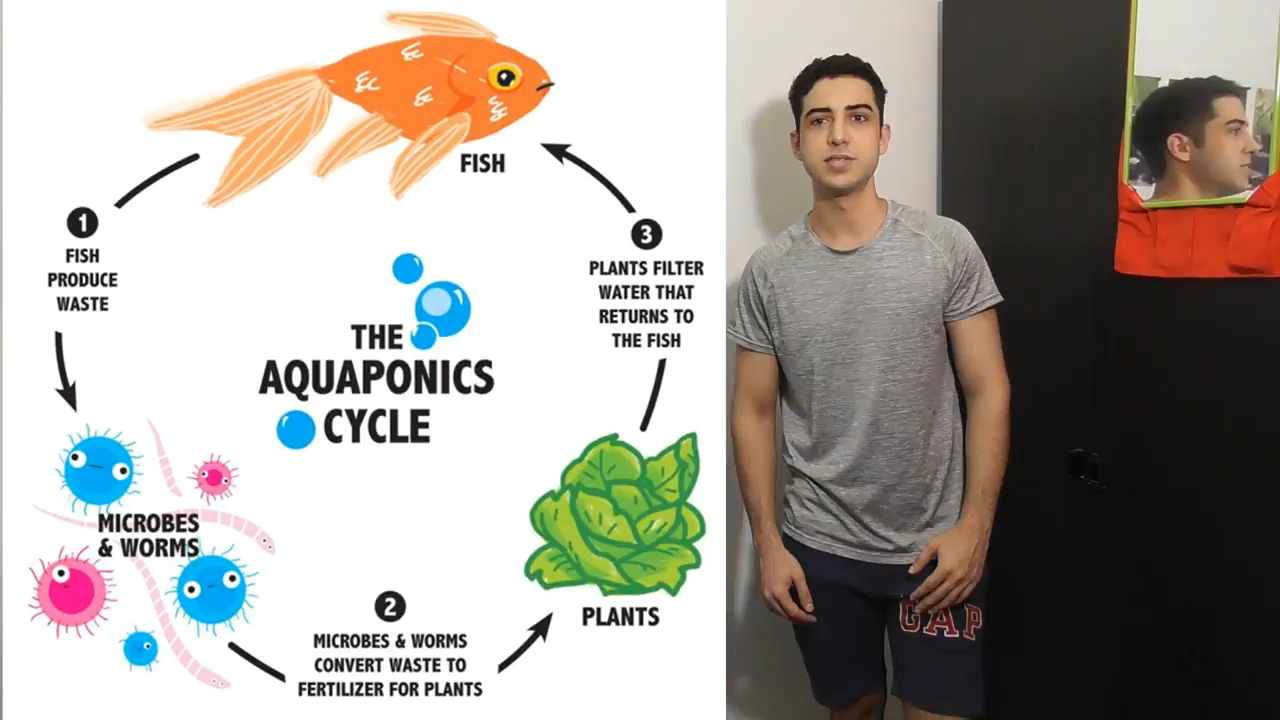 FISH
1
FISH
PRODUCE
WASTE
MICROBES
& WORMS
2
MICROBES & WORMS
CONVERT WASTE TO
FERTILIZER FOR PLANTS
PLANTS
3
PLANTS FILTER
WATER THAT
RETURNS TO
THE FISH
THE
AQUAPONICS
CYCLE
GAP